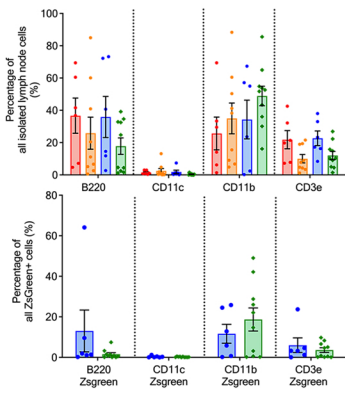 Percentage of
all isolated lymph node cells
(%)
100
80
60
40
20
0
B220
CD11c
CD11b
CD3e
Percentage of
all ZsGreen+ cells (%)
80
60
40
20
0
B220
Zsgreen
CD11c
Zsgreen
CD11b
Zsgreen
CD3e
Zsgreen